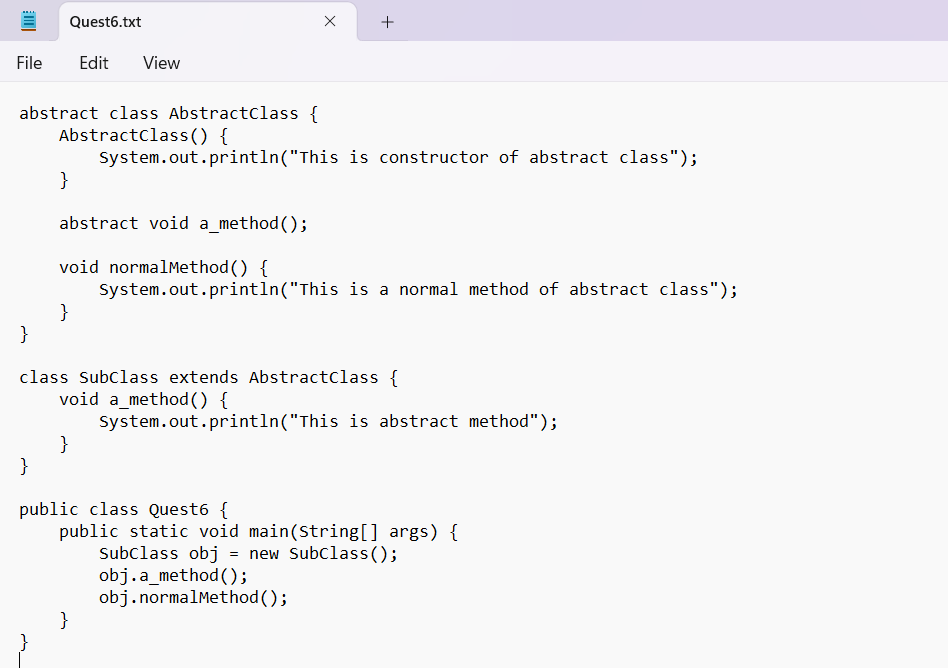 Quest6.txt
File Edit View
abstract class AbstractClass {
    AbstractClass() {
        System.out.println("This is constructor of abstract class");
    }

    abstract void a_method();

    void normalMethod() {
        System.out.println("This is a normal method of abstract class");
    }
}

class SubClass extends AbstractClass {
    void a_method() {
        System.out.println("This is abstract method");
    }
}

public class Quest6 {
    public static void main(String[] args) {
        SubClass obj = new SubClass();
        obj.a_method();
        obj.normalMethod();
    }
}